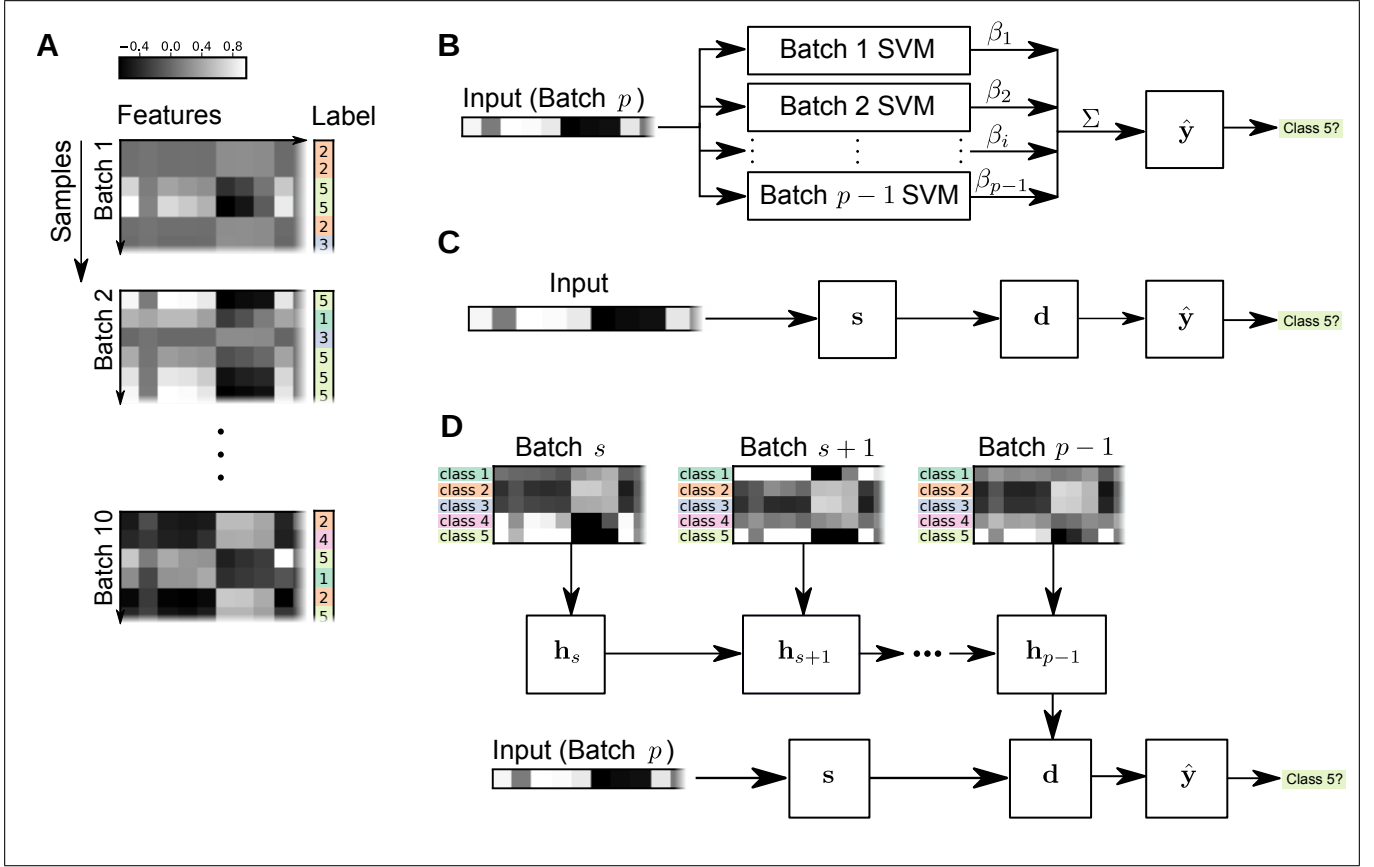 A
−0.4 0.0 0.4 0.8
Features Label
Samples
Batch 1
2
2
5
5
2
3
Batch 2
5
1
3
5
5
5
Batch 10
2
4
5
1
2
5
B
Input (Batch p)
Batch 1 SVM β1
Batch 2 SVM β2
βi
Batch p − 1 SVM βp−1
Σ
ŷ
Class 5?
C
Input
s
d
ŷ
Class 5?
D
Batch s
class 1
class 2
class 3
class 4
class 5
Batch s + 1
class 1
class 2
class 3
class 4
class 5
Batch p − 1
class 1
class 2
class 3
class 4
class 5
hs
hs+1
hp−1
Input (Batch p)
s
d
ŷ
Class 5?